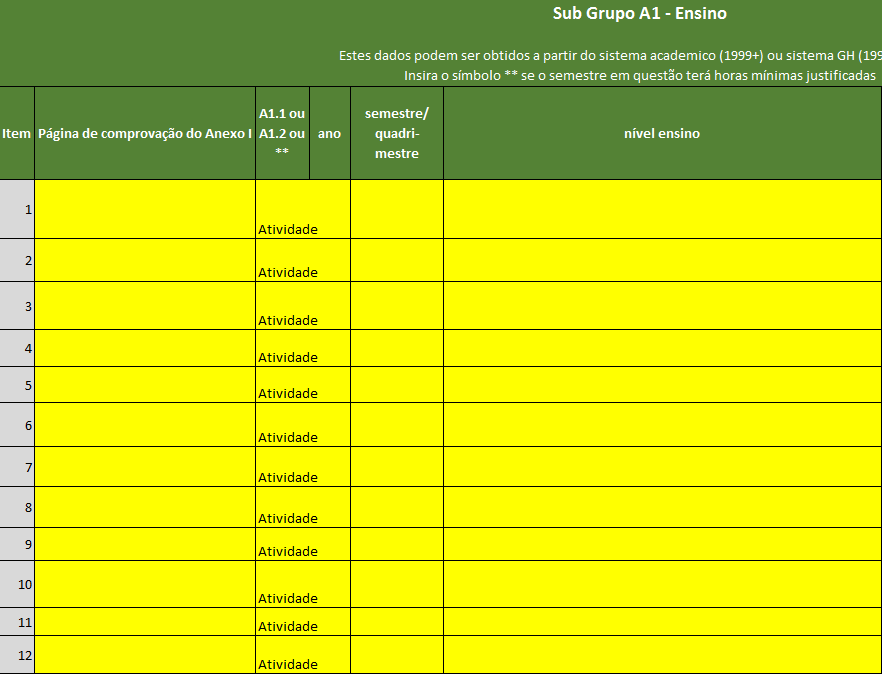 Sub Grupo A1 - Ensino
Estes dados podem ser obtidos a partir do sistema academico (1999+) ou sistema GH (199
Insira o símbolo ** se o semestre em questão terá horas mínimas justificadas
Item
Página de comprovação do Anexo I
A1.1 ou
A1.2 ou
**
ano
semestre/
quadri-
mestre
nível ensino
1
Atividade
2
Atividade
3
Atividade
4
Atividade
5
Atividade
6
Atividade
7
Atividade
8
Atividade
9
Atividade
10
Atividade
11
Atividade
12
Atividade